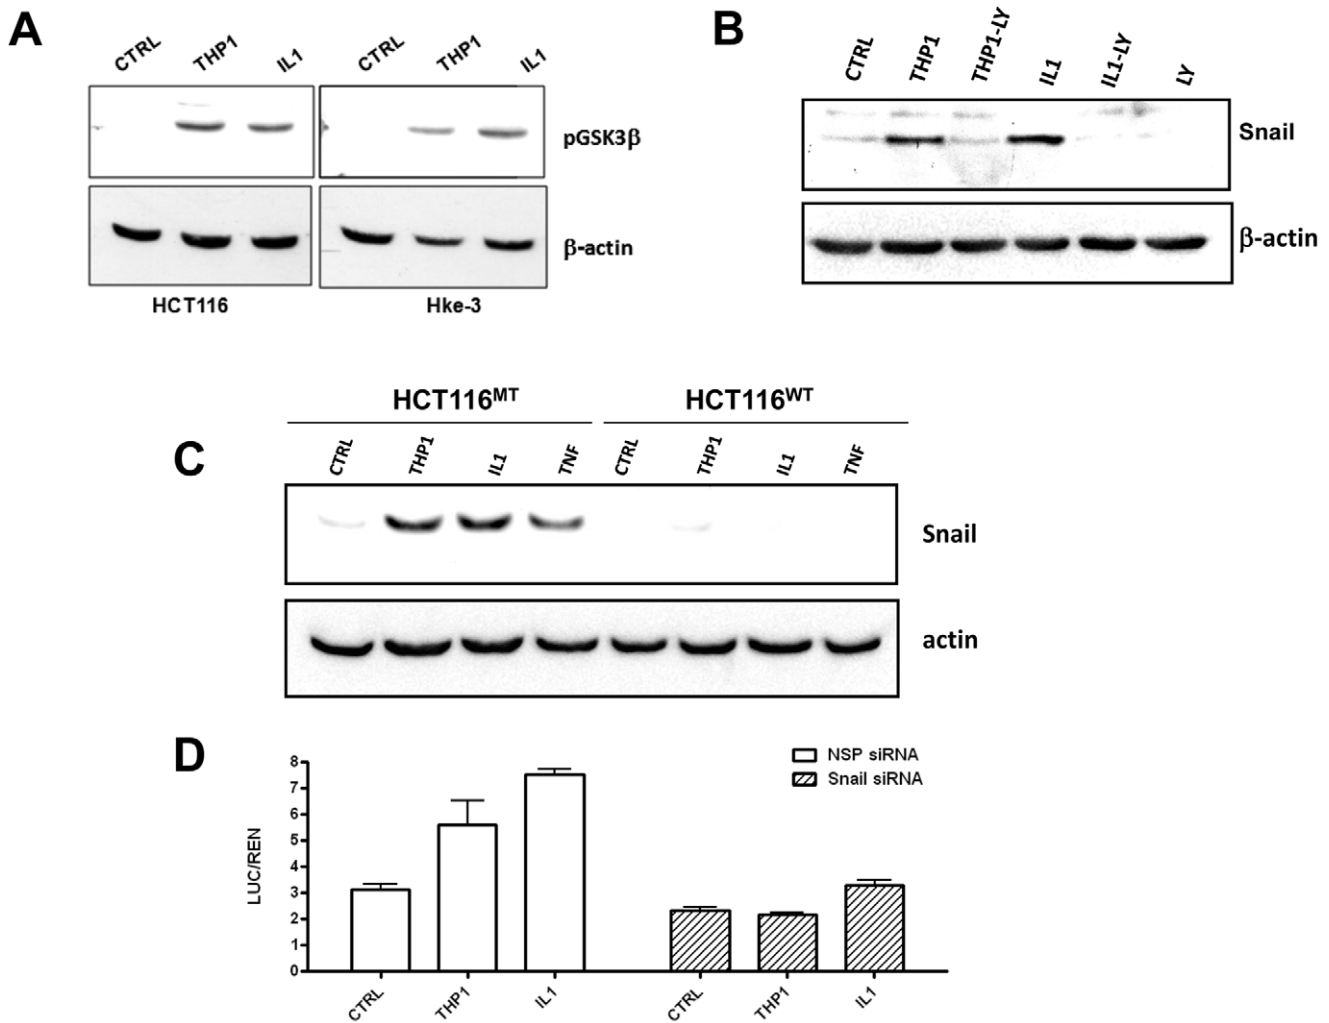 A
CTRL THP1 IL1 CTRL THP1 IL1
pGSK3β
β-actin
HCT116 Hke-3
B
CTRL THP1 THP1-LY IL1 IL1-LY LY
Snail
β-actin
HCT116MT HCT116WT
C
CTRL THP1 IL1 TNF CTRL THP1 IL1 TNF
Snail
actin
D
NSP siRNA
Snail siRNA
LUC/REN
8
7
6
5
4
3
2
1
0
CTRL THP1 IL1 CTRL THP1 IL1